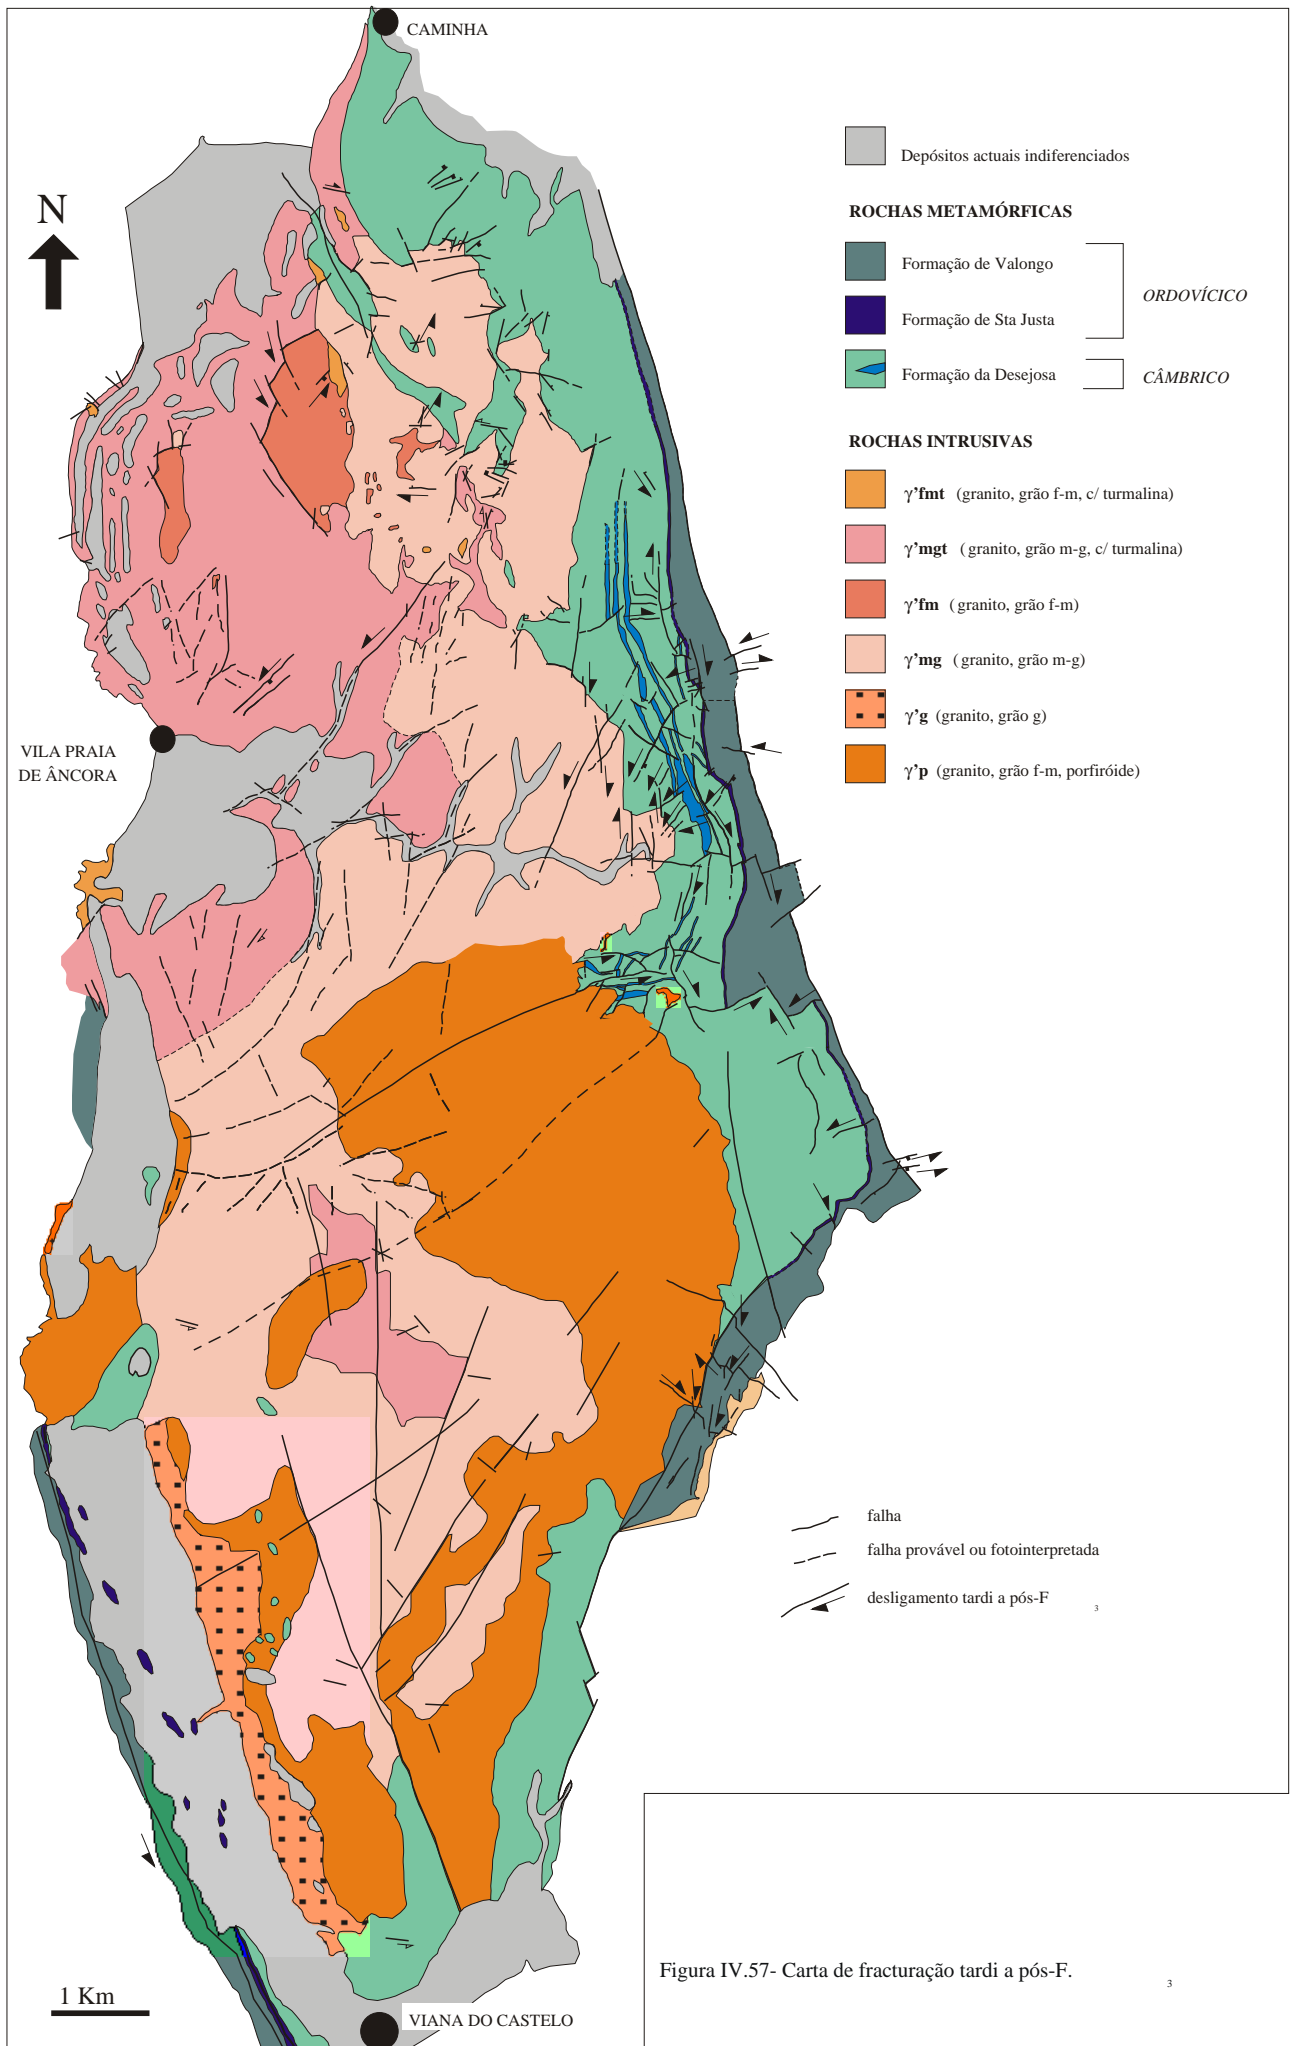 CAMINHA
Depósitos actuais indiferenciados
ROCHAS METAMÓRFICAS
N
Formação de Valongo
ORDOVÍCICO
Formação de Sta Justa
Formação da Desejosa
CÂMBRICO
ROCHAS INTRUSIVAS
γ'fmt (granito, grão f-m, c/ turmalina)
γ'mgt ( granito, grão m-g, c/ turmalina)
γ'fm ( granito, grão f-m)
γ'mg (granito, grão m-g)
γ'g (granito, grão g)
γ'p (granito, grão f-m, porfiróide)
VILA PRAIA
DE ÂNCORA
falha
falha provável ou fotointerpretada
desligamento tardi a pós-F 3
Figura IV.57- Carta de fracturação tardi a pós-F. 3
1 Km
VIANA DO CASTELO